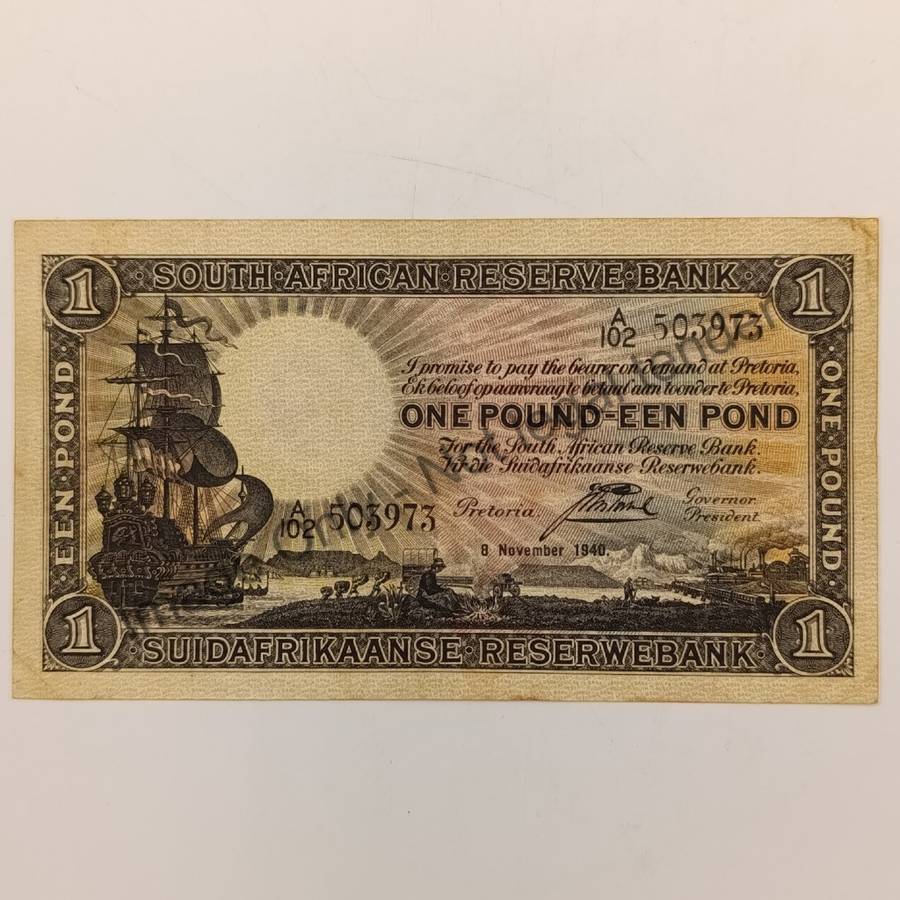 1 · SOUTH · AFRICAN · RESERVE · BANK · 1
A/102 503973
I promise to pay the bearer on demand at Pretoria,
Ek beloof op aanvraag te betaal aan toonder te Pretoria,
ONE POUND-EEN POND
For the South African Reserve Bank.
Vir die Suidafrikaanse Reserwebank.
A/102 503973
Pretoria.
Governor.
President.
8 November 1940.
· EEN · POND ·
· ONE · POUND ·
1 · SUIDAFRIKAANSE · RESERWEBANK · 1